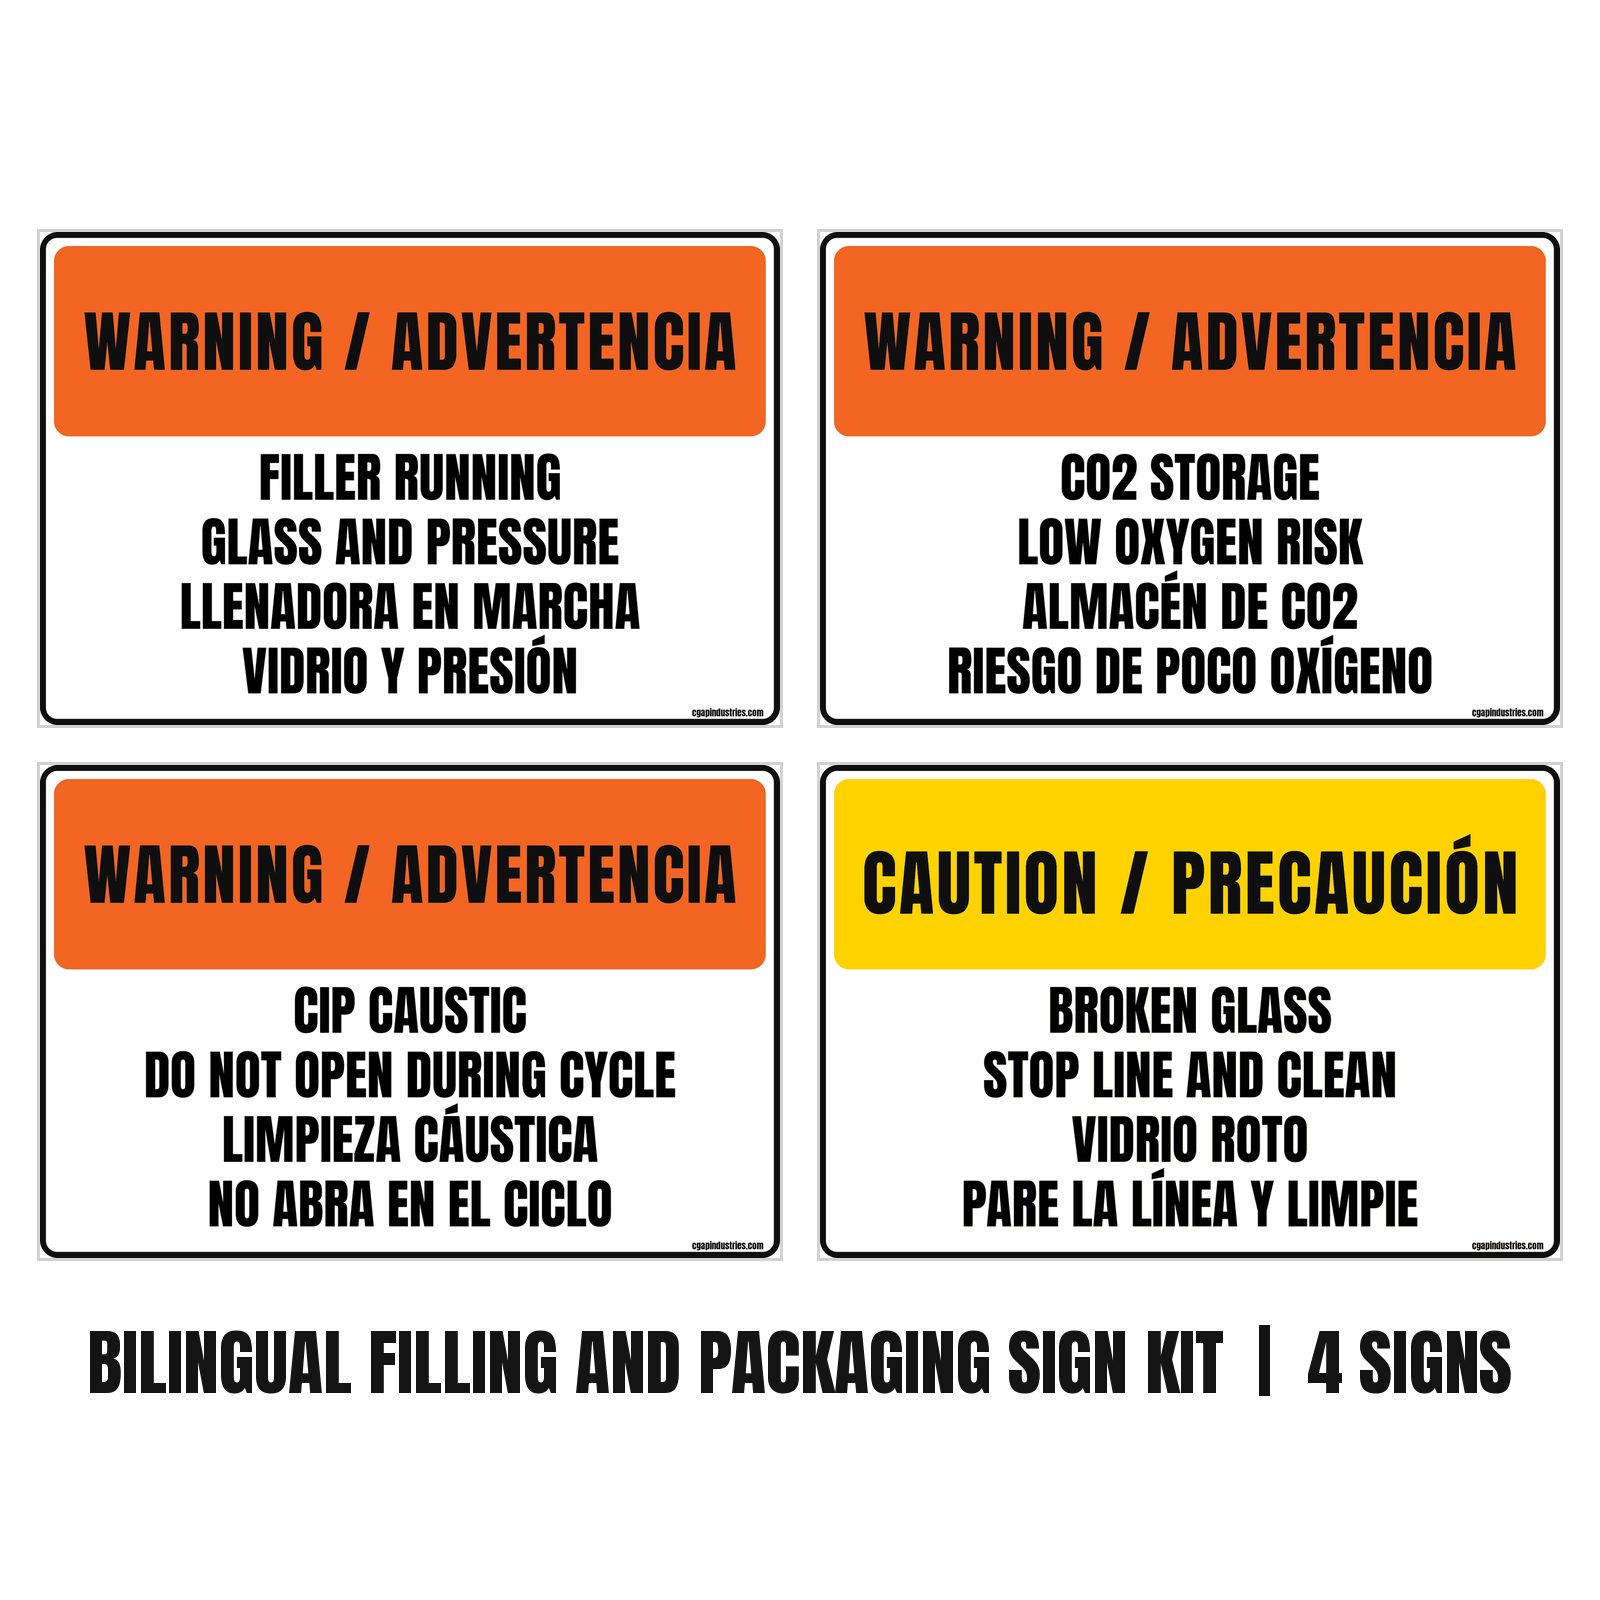 WARNING / ADVERTENCIA
FILLER RUNNING
GLASS AND PRESSURE
LLENADORA EN MARCHA
VIDRIO Y PRESIÓN
cgapindustries.com
WARNING / ADVERTENCIA
CO2 STORAGE
LOW OXYGEN RISK
ALMACÉN DE CO2
RIESGO DE POCO OXÍGENO
cgapindustries.com
WARNING / ADVERTENCIA
CIP CAUSTIC
DO NOT OPEN DURING CYCLE
LIMPIEZA CÁUSTICA
NO ABRA EN EL CICLO
cgapindustries.com
CAUTION / PRECAUCIÓN
BROKEN GLASS
STOP LINE AND CLEAN
VIDRIO ROTO
PARE LA LÍNEA Y LIMPIE
cgapindustries.com
BILINGUAL FILLING AND PACKAGING SIGN KIT | 4 SIGNS